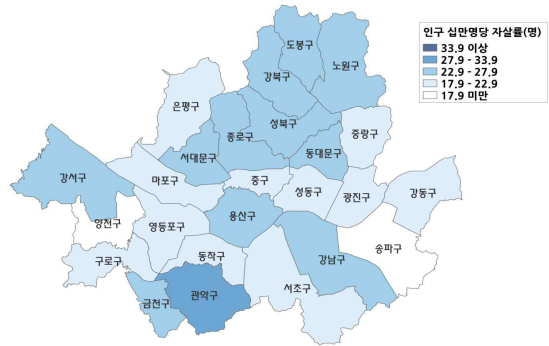 인구 십만명당 자살률(명)
33.9 이상
27.9 - 33.9
22.9 - 27.9
17.9 - 22.9
17.9 미만
도봉구
노원구
강북구
은평구
성북구
종로구
중랑구
서대문구
동대문구
강서구
마포구
중구
성동구
광진구
강동구
양천구
영등포구
용산구
송파구
구로구
동작구
강남구
금천구
관악구
서초구